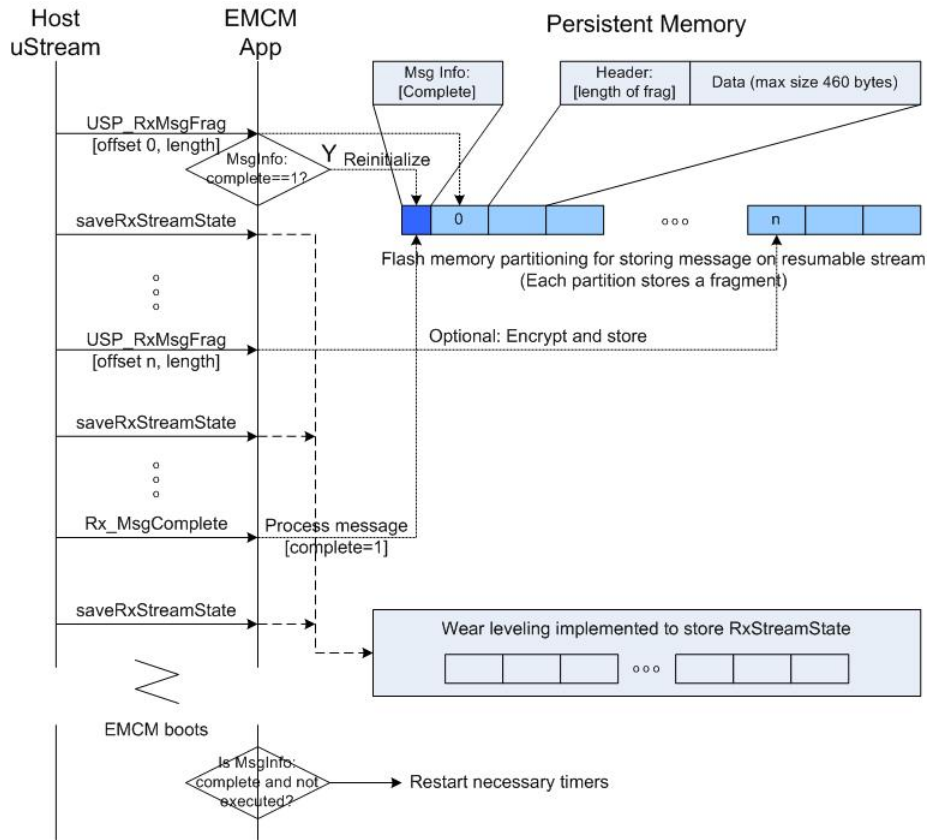 Host
uStream
EMCM
App
Persistent Memory
Msg Info:
[Complete]
Header:
[length of frag]
Data (max size 460 bytes)
USP_RxMsgFrag
[offset 0, length]
MsgInfo:
complete==1?
Y
Reinitialize
0
n
saveRxStreamState
Flash memory partitioning for storing message on resumable stream
(Each partition stores a fragment)
USP_RxMsgFrag
[offset n, length]
Optional: Encrypt and store
saveRxStreamState
Rx_MsgComplete
Process message
[complete=1]
saveRxStreamState
Wear leveling implemented to store RxStreamState
EMCM boots
Is MsgInfo:
complete and not
executed?
Restart necessary timers